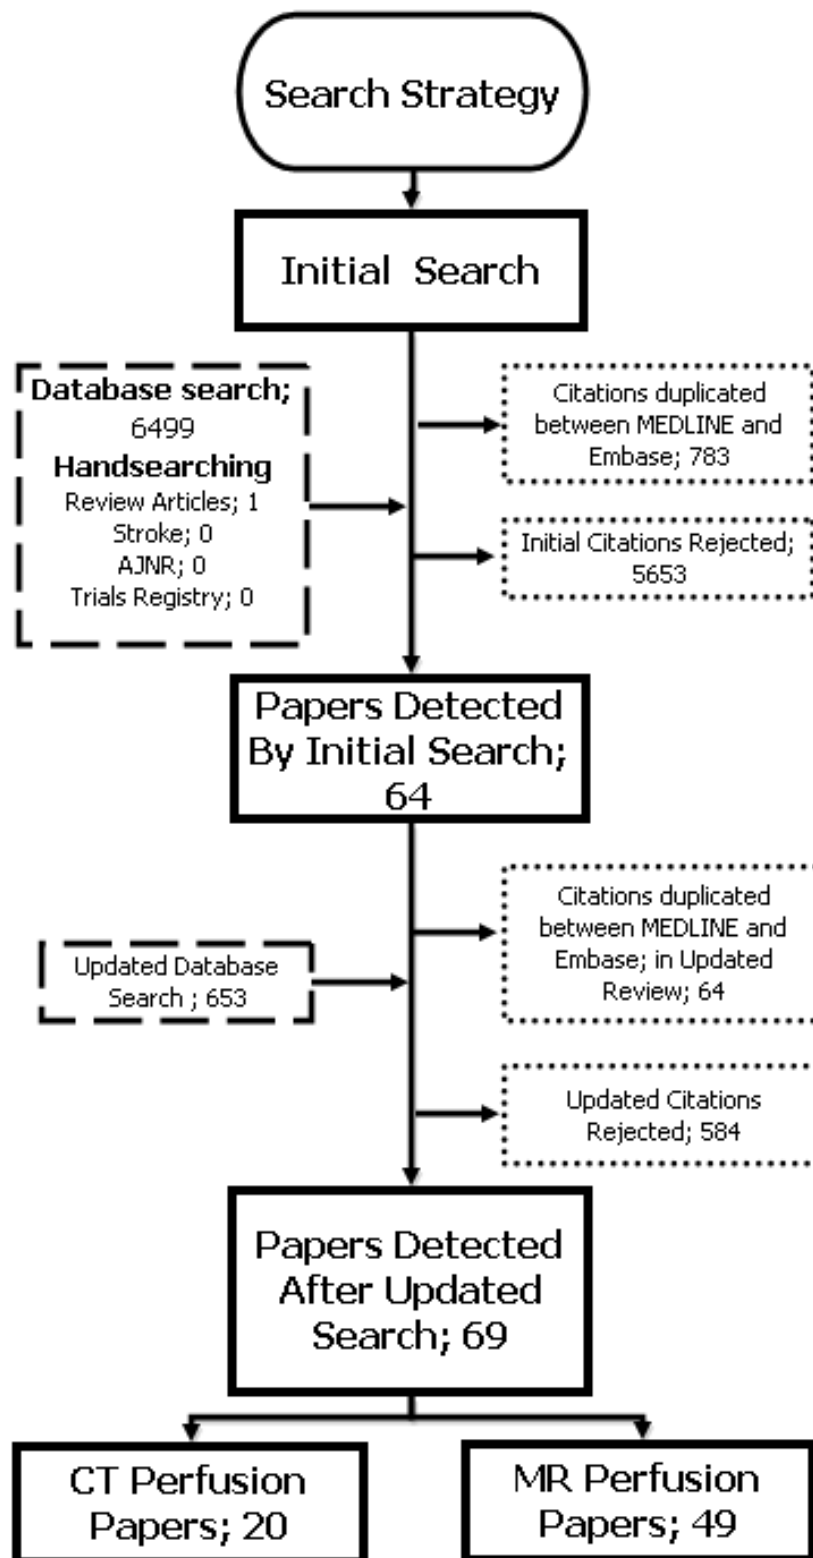 Search Strategy
Initial Search
Database search;
6499
Handsearching
Review Articles; 1
Stroke; 0
AJNR; 0
Trials Registry; 0
Citations duplicated
between MEDLINE and
Embase; 783
Initial Citations Rejected;
5653
Papers Detected
By Initial Search;
64
Updated Database
Search ; 653
Citations duplicated
between MEDLINE and
Embase; in Updated
Review; 64
Updated Citations
Rejected; 584
Papers Detected
After Updated
Search; 69
CT Perfusion
Papers; 20
MR Perfusion
Papers; 49